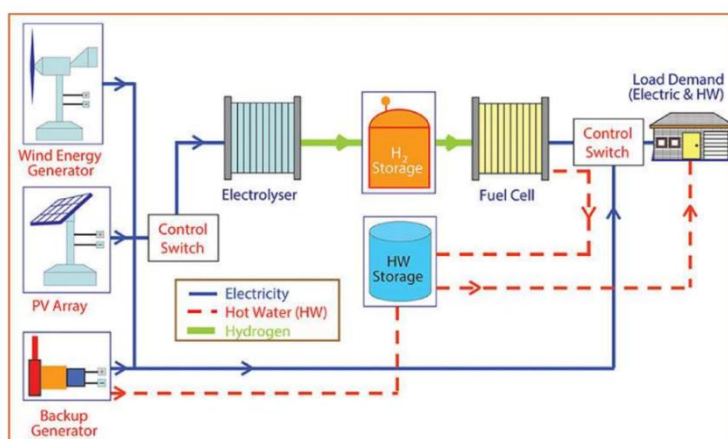 Wind Energy
Generator
PV Array
Backup
Generator
Control
Switch
Electrolyser
H₂
Storage
Fuel Cell
Control
Switch
Load Demand
(Electric & HW)
HW
Storage
Electricity
Hot Water (HW)
Hydrogen